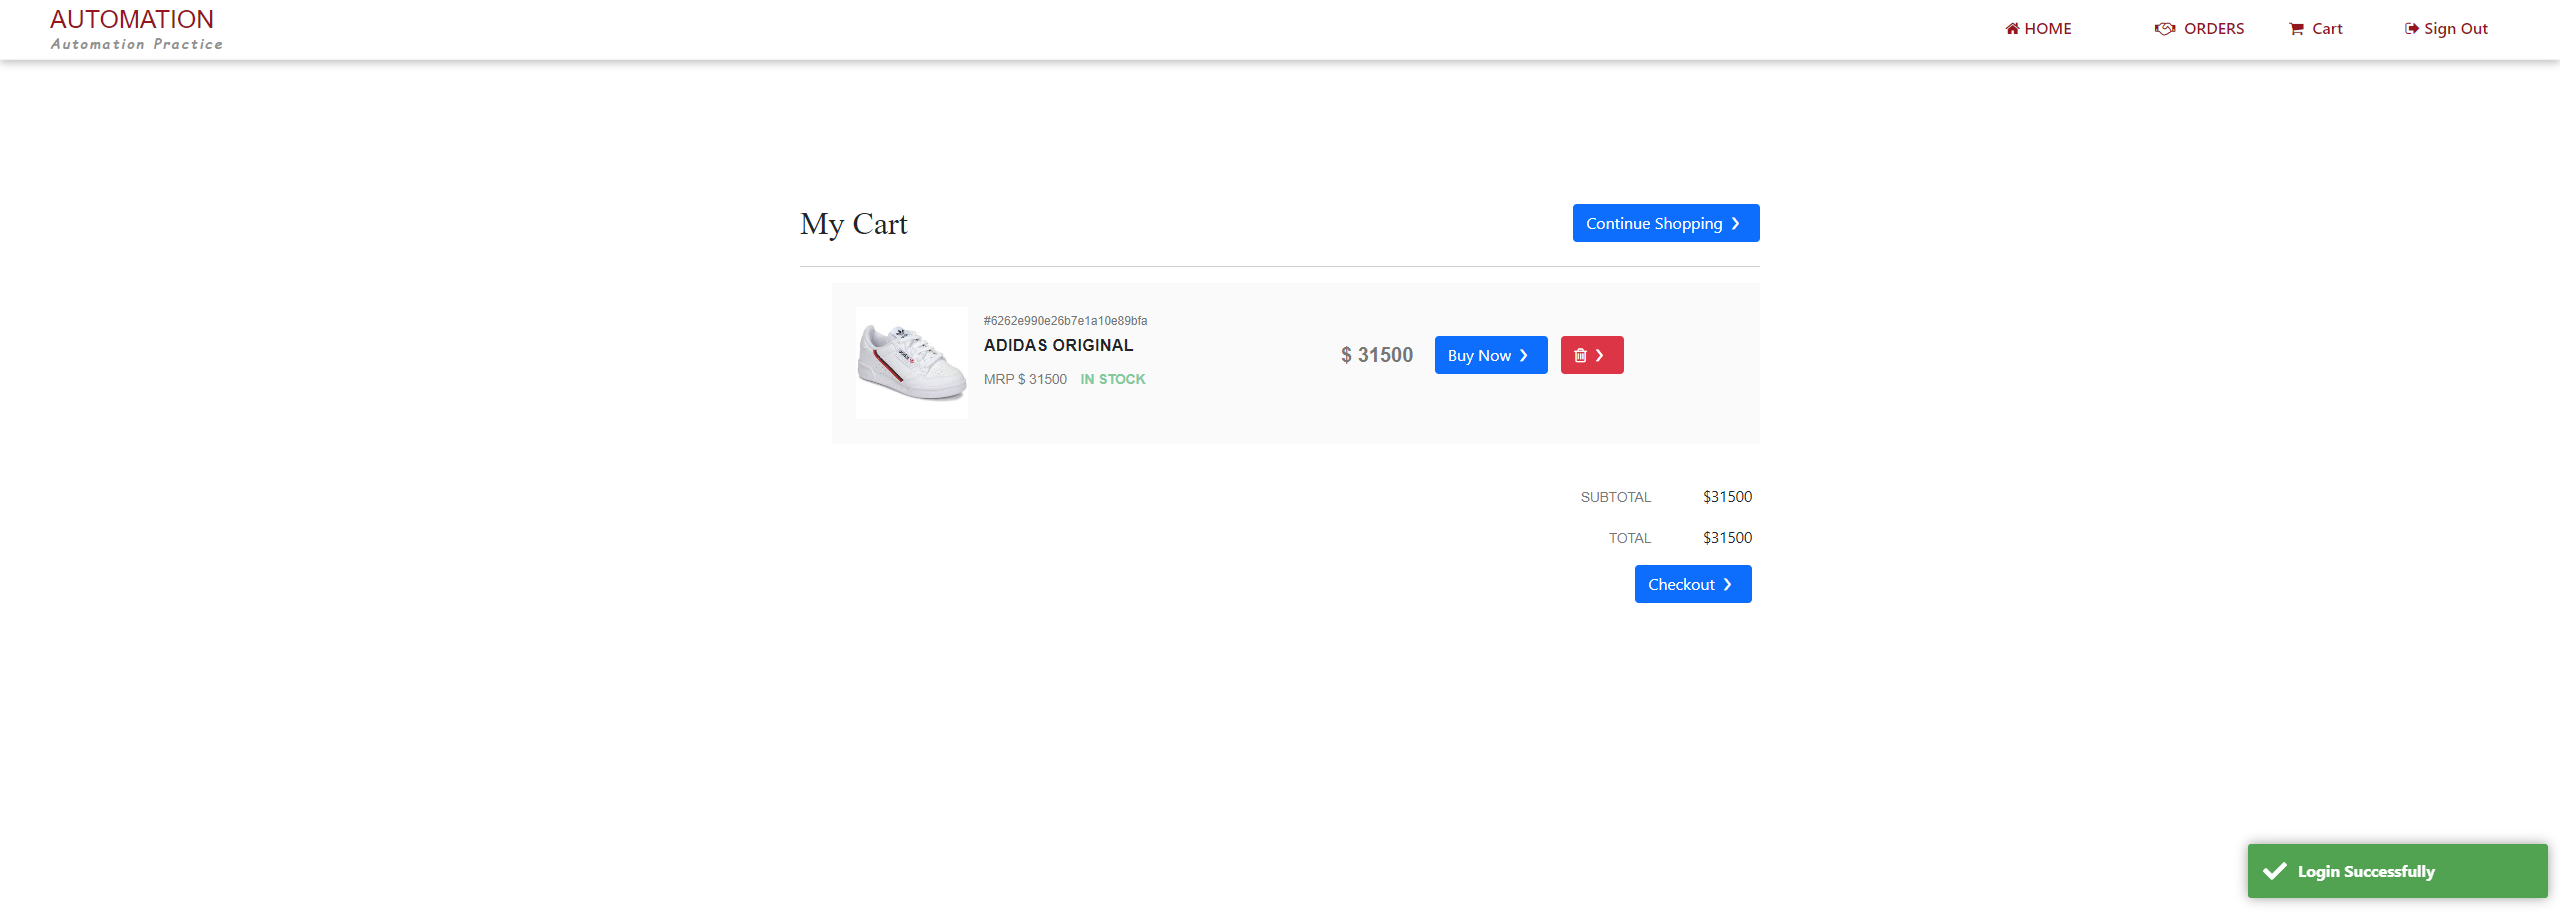 AUTOMATION
Automation Practice
HOME
ORDERS
Cart
Sign Out
My Cart
Continue Shopping
#6262e990e26b7e1a10e89bfa
ADIDAS ORIGINAL
MRP $ 31500 IN STOCK
$ 31500
Buy Now
SUBTOTAL $31500
TOTAL $31500
Checkout
Login Successfully